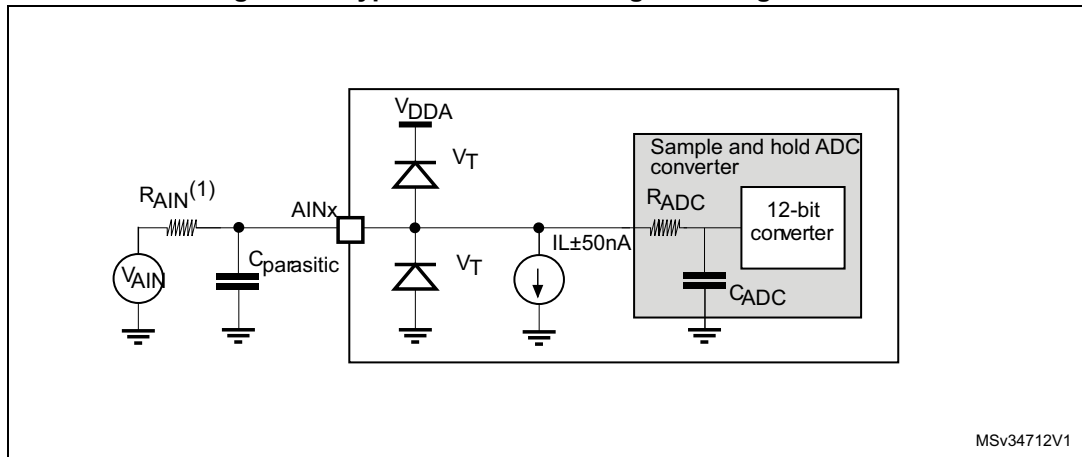 V_DDA
V_T
Sample and hold ADC
converter
R_AIN(1)
AINx
R_ADC
12-bit
converter
IL±50nA
V_AIN
C_parasitic
V_T
C_ADC
MSv34712V1